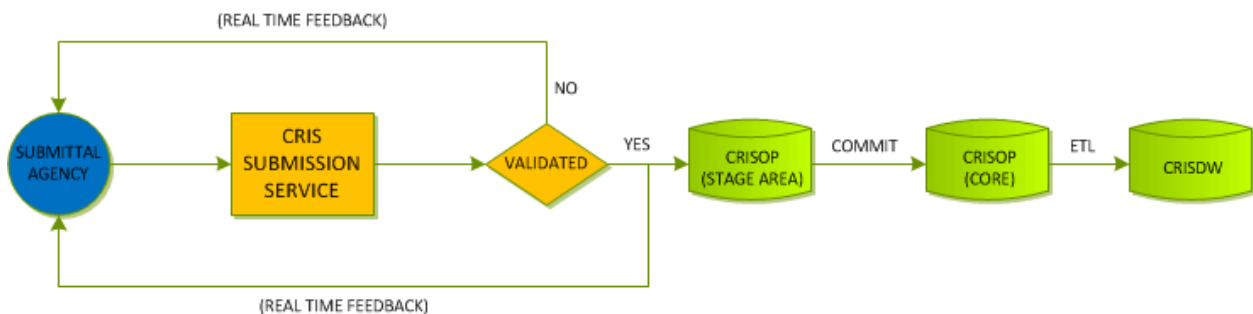 (REAL TIME FEEDBACK)
NO
SUBMITTAL
AGENCY
CRIS
SUBMISSION
SERVICE
VALIDATED
YES
CRISOP
(STAGE AREA)
COMMIT
CRISOP
(CORE)
ETL
CRISDW
(REAL TIME FEEDBACK)